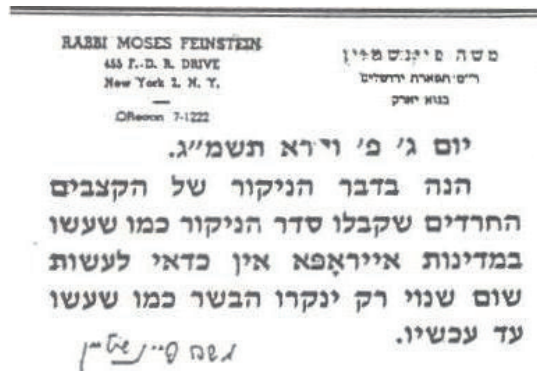 RABBI MOSES FEINSTEIN
455 F.-D. R. DRIVE
New York 2, N. Y.
ORegon 7-1222
משה פיינשטיין
ר"מ תפארת ירושלים
בנוא יארק
יום ג' פ' וירא תשמ"ג.
הנה בדבר הניקור של הקצבים
החרדים שקבלו סדר הניקור כמו שעשו
במדינות אייראָפּא אין כדאי לעשות
שום שנוי רק ינקרו הבשר כמו שעשו
עד עכשיו.
משה פיינשטיין